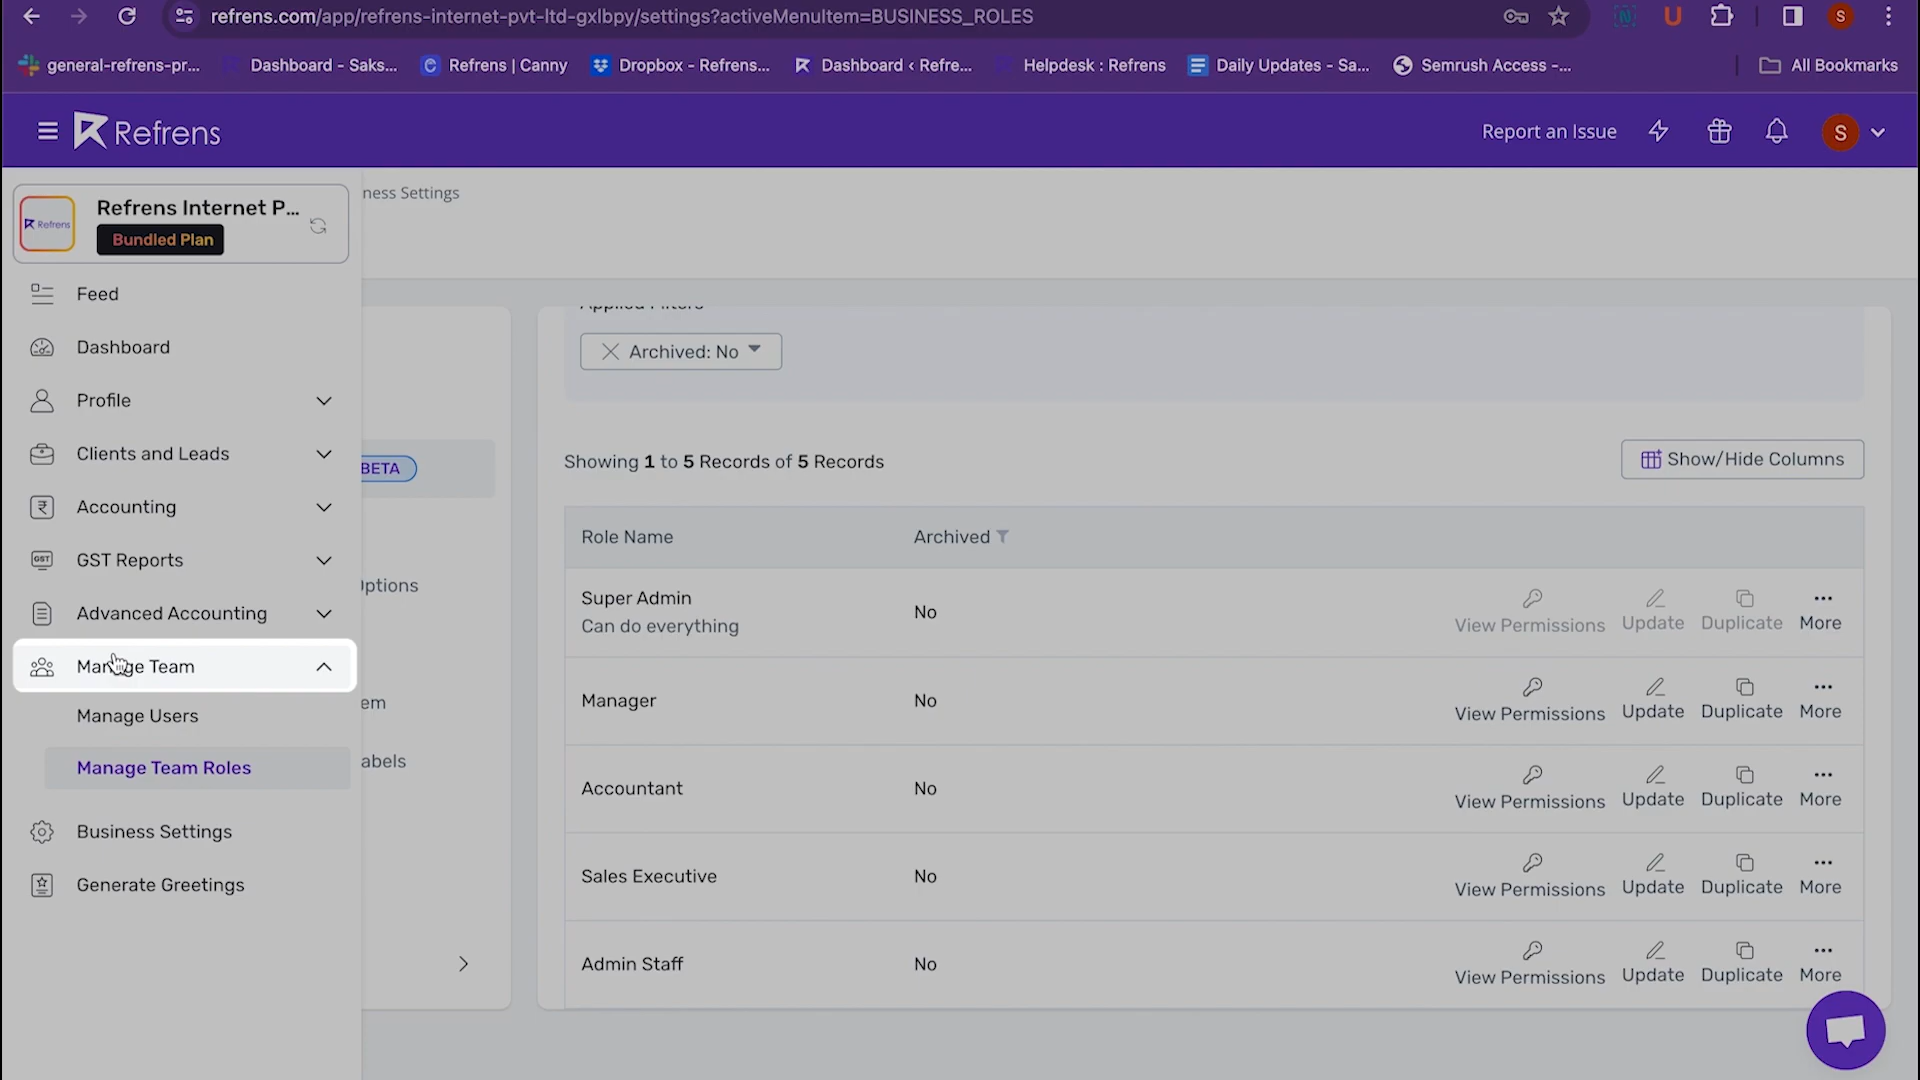 refrens.com/app/refrens-internet-pvt-ltd-gxlbpy/settings?activeMenuItem=BUSINESS_ROLES
S
general-refrens-pr...
Dashboard - Saks...
Refrens | Canny
Dropbox - Refrens...
Dashboard ‹ Refre...
Helpdesk : Refrens
Daily Updates - Sa...
Semrush Access -...
All Bookmarks
Refrens
Report an Issue
S
Refrens
Refrens Internet P...
Bundled Plan
ness Settings
Feed
Dashboard
Profile
Clients and Leads
Accounting
GST
GST Reports
Advanced Accounting
Manage Team
Manage Users
Manage Team Roles
Business Settings
Generate Greetings
BETA
ptions
em
abels
Archived: No
Showing 1 to 5 Records of 5 Records
Show/Hide Columns
Role Name
Archived
Super Admin
Can do everything
No
View Permissions
Update
Duplicate
More
Manager
No
View Permissions
Update
Duplicate
More
Accountant
No
View Permissions
Update
Duplicate
More
Sales Executive
No
View Permissions
Update
Duplicate
More
Admin Staff
No
View Permissions
Update
Duplicate
More